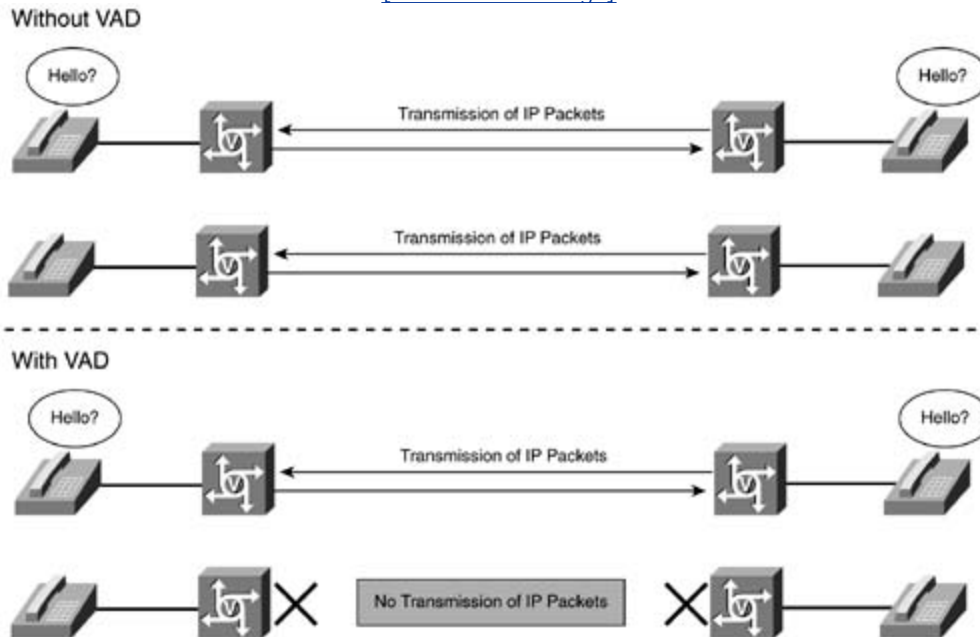 Without VAD
Hello?
Hello?
Transmission of IP Packets
V
V
Transmission of IP Packets
V
V
With VAD
Hello?
Hello?
Transmission of IP Packets
V
V
No Transmission of IP Packets
V
V